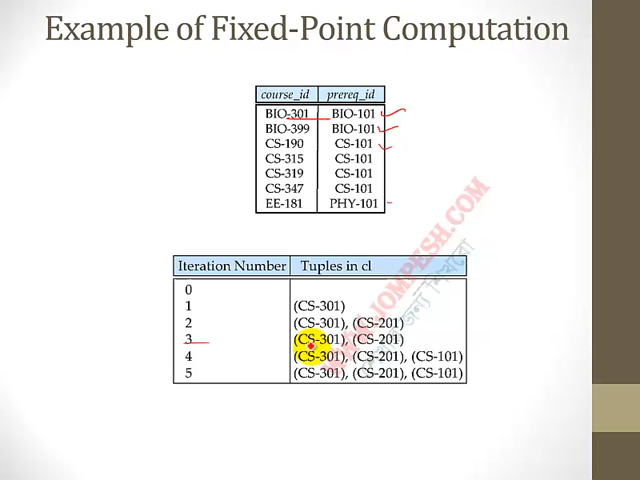 Example of Fixed-Point Computation
course_id prereq_id
BIO-301 BIO-101
BIO-399 BIO-101
CS-190 CS-101
CS-315 CS-101
CS-319 CS-101
CS-347 CS-101
EE-181 PHY-101
Iteration Number Tuples in cl
0
1 (CS-301)
2 (CS-301), (CS-201)
3 (CS-301), (CS-201)
4 (CS-301), (CS-201), (CS-101)
5 (CS-301), (CS-201), (CS-101)
WWW.JOMPESH.COM